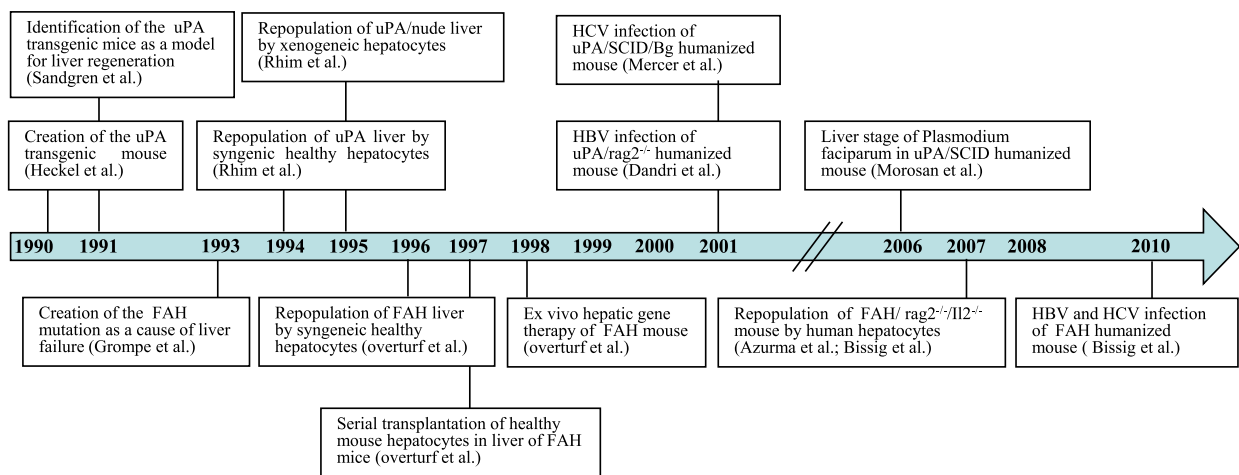 Identification of the uPA
transgenic mice as a model
for liver regeneration
(Sandgren et al.)
Repopulation of uPA/nude liver
by xenogeneic hepatocytes
(Rhim et al.)
HCV infection of
uPA/SCID/Bg humanized
mouse (Mercer et al.)
Creation of the uPA
transgenic mouse
(Heckel et al.)
Repopulation of uPA liver by
syngenic healthy hepatocytes
(Rhim et al.)
HBV infection of
uPA/rag2-/- humanized
mouse (Dandri et al.)
Liver stage of Plasmodium
faciparum in uPA/SCID humanized
mouse (Morosan et al.)
1990 1991 1993 1994 1995 1996 1997 1998 1999 2000 2001 2006 2007 2008 2010
Creation of the FAH
mutation as a cause of liver
failure (Grompe et al.)
Repopulation of FAH liver
by syngeneic healthy
hepatocytes (overturf et al.)
Ex vivo hepatic gene
therapy of FAH mouse
(overturf et al.)
Repopulation of FAH/ rag2-/-/Il2-/-
mouse by human hepatocytes
(Azurma et al.; Bissig et al.)
HBV and HCV infection
of FAH humanized
mouse ( Bissig et al.)
Serial transplantation of healthy
mouse hepatocytes in liver of FAH
mice (overturf et al.)